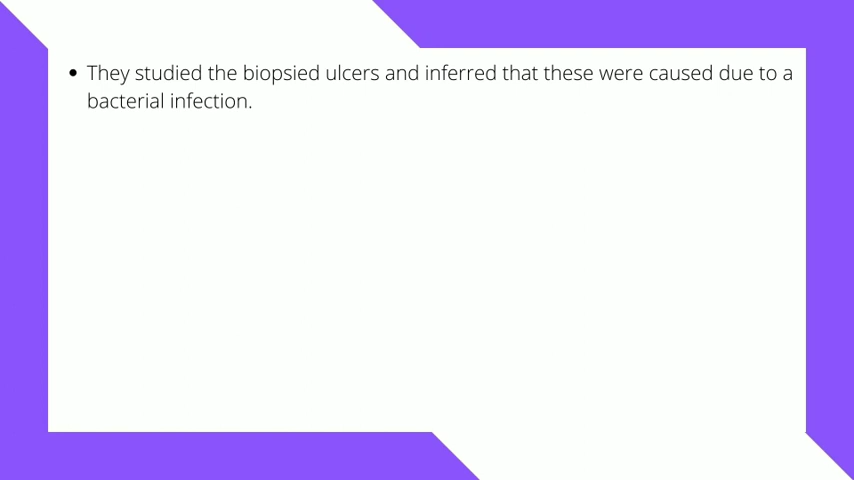 • They studied the biopsied ulcers and inferred that these were caused due to a
bacterial infection.